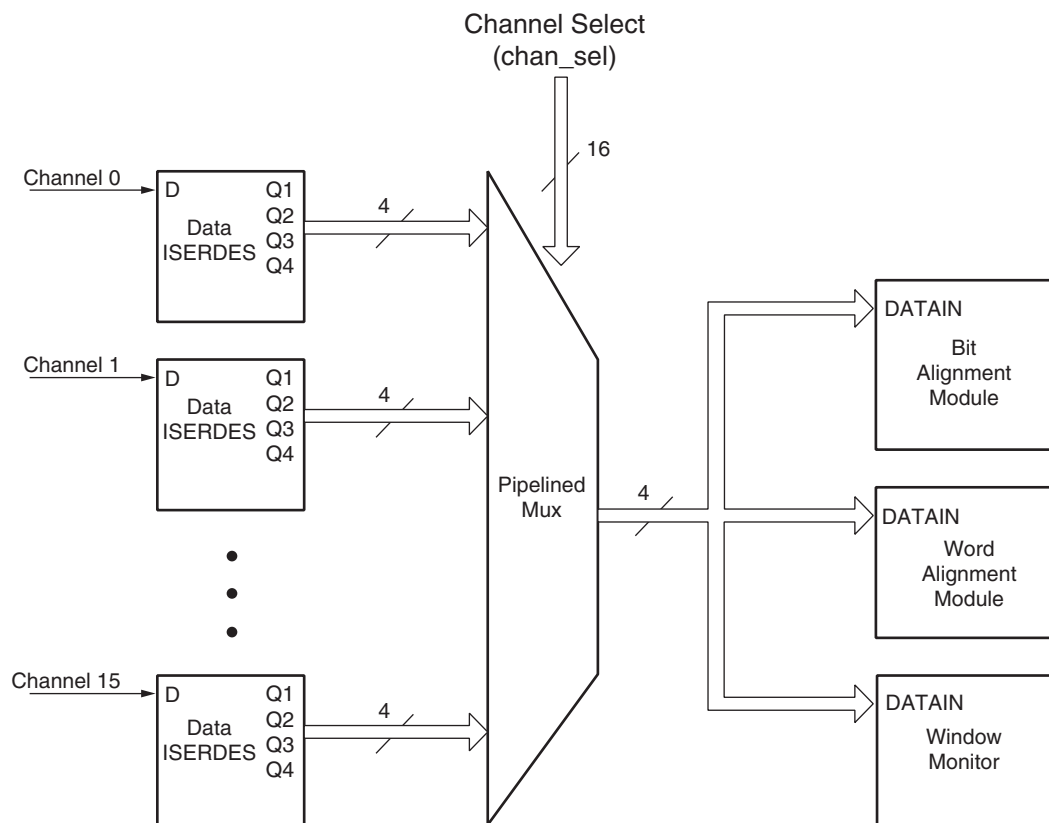 Channel Select
(chan_sel)
16
Channel 0
D
Q1
Q2
Q3
Q4
Data
ISERDES
4
Channel 1
D
Q1
Q2
Q3
Q4
Data
ISERDES
4
Channel 15
D
Q1
Q2
Q3
Q4
Data
ISERDES
4
Pipelined
Mux
4
DATAIN
Bit
Alignment
Module
DATAIN
Word
Alignment
Module
DATAIN
Window
Monitor